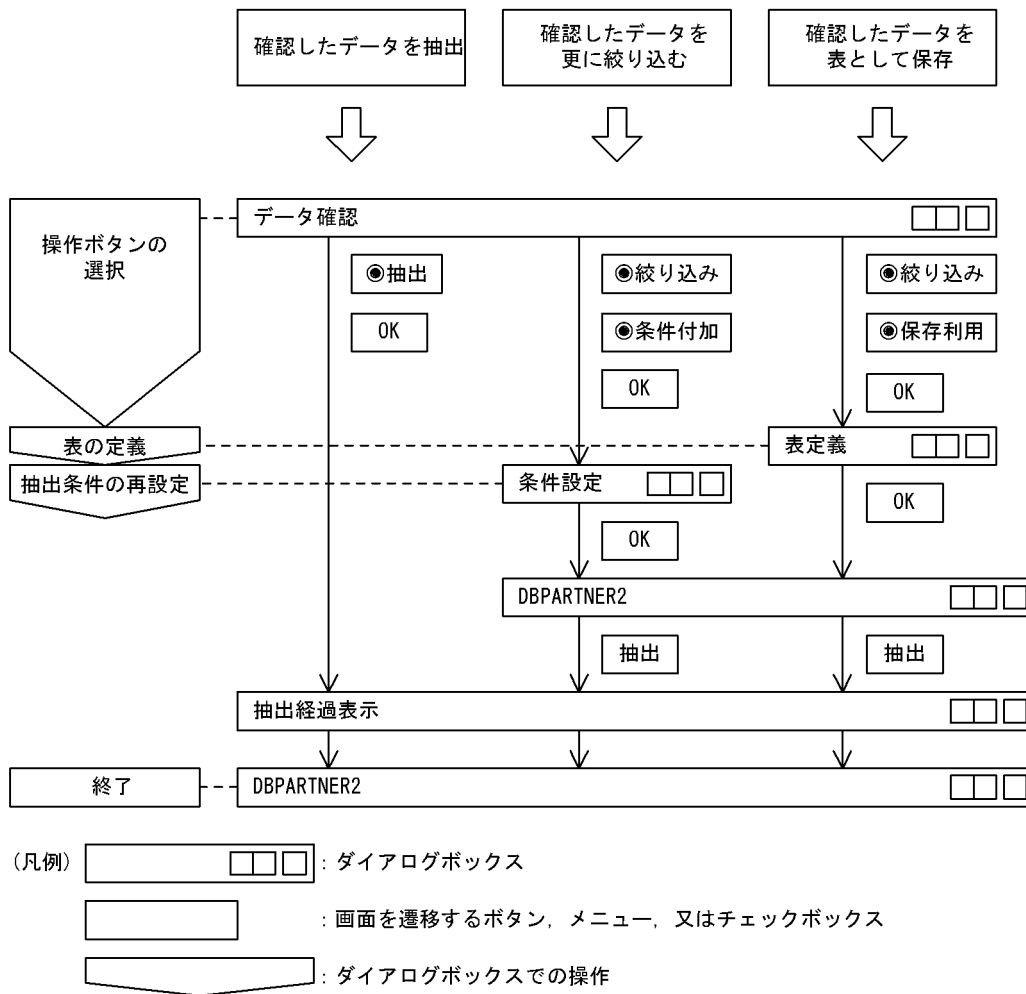 確認したデータを抽出
確認したデータを
更に絞り込む
確認したデータを
表として保存
操作ボタンの
選択
データ確認
◉抽出
◉絞り込み
◉絞り込み
OK
◉条件付加
◉保存利用
OK
OK
表の定義
表定義
抽出条件の再設定
条件設定
OK
OK
DBPARTNER2
抽出
抽出
抽出経過表示
終了
DBPARTNER2
(凡例)
:ダイアログボックス
:画面を遷移するボタン,メニュー,又はチェックボックス
:ダイアログボックスでの操作